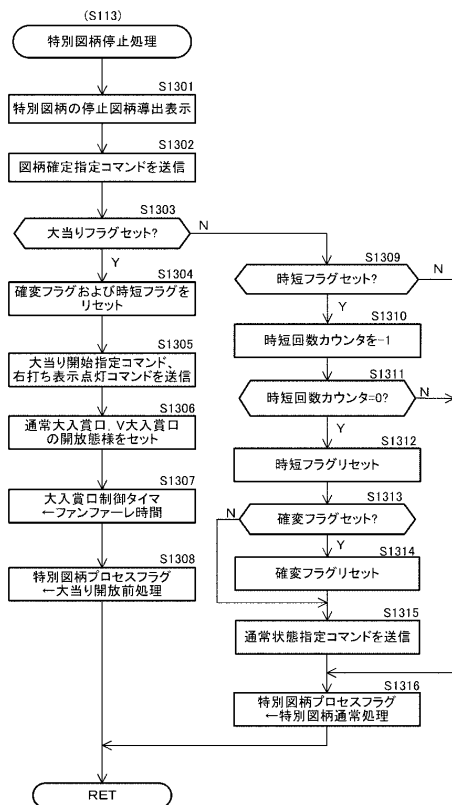 (S113)
特別図柄停止処理
S1301
特別図柄の停止図柄導出表示
S1302
図柄確定指定コマンドを送信
S1303
大当りフラグセット?
N
Y
S1304
確変フラグおよび時短フラグを
リセット
S1305
大当り開始指定コマンド、
右打ち表示点灯コマンドを送信
S1306
通常大入賞口，V大入賞口
の開放態様をセット
S1307
大入賞口制御タイマ
←ファンファーレ時間
S1308
特別図柄プロセスフラグ
←大当り開放前処理
S1309
時短フラグセット?
N
Y
S1310
時短回数カウンタを-1
S1311
時短回数カウンタ=0?
N
Y
S1312
時短フラグリセット
S1313
N
確変フラグセット?
Y
S1314
確変フラグリセット
S1315
通常状態指定コマンドを送信
S1316
特別図柄プロセスフラグ
←特別図柄通常処理
RET